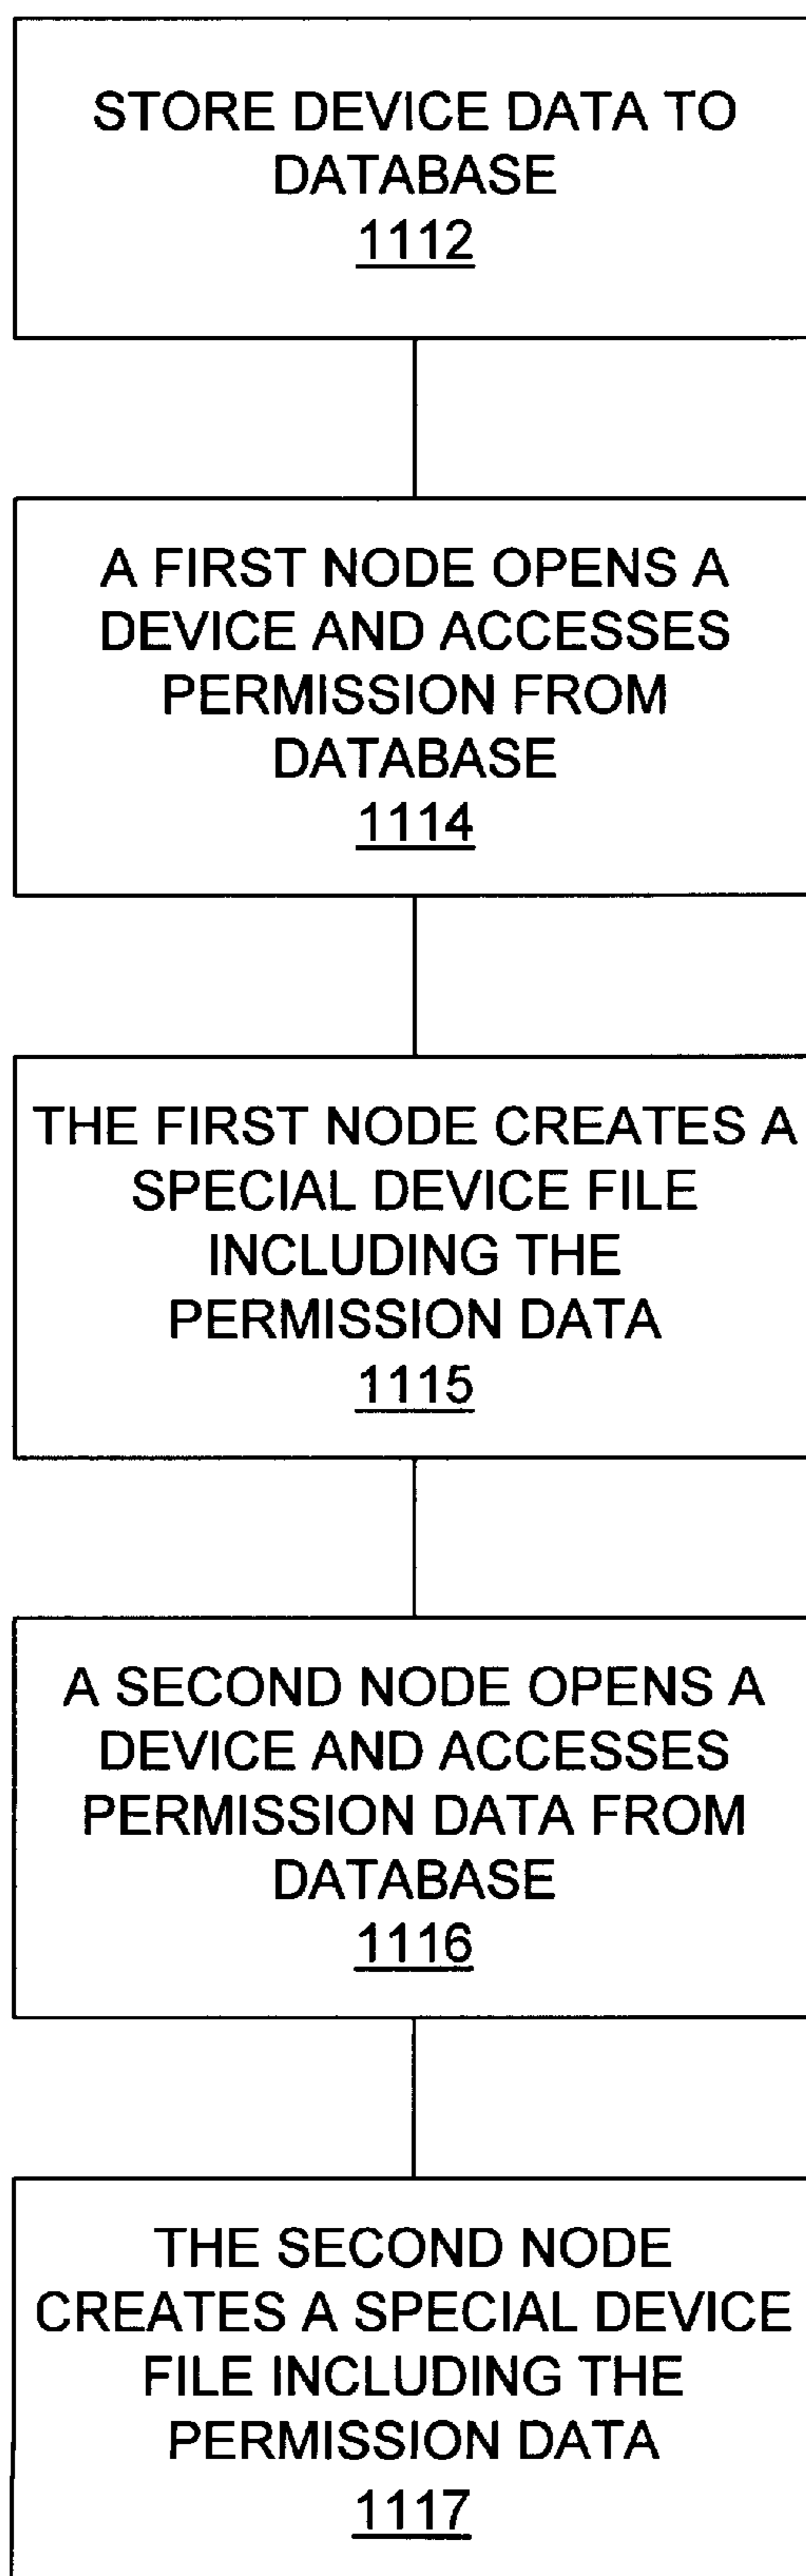 STORE DEVICE DATA TO
DATABASE
1112
A FIRST NODE OPENS A
DEVICE AND ACCESSES
PERMISSION FROM
DATABASE
1114
THE FIRST NODE CREATES A
SPECIAL DEVICE FILE
INCLUDING THE
PERMISSION DATA
1115
A SECOND NODE OPENS A
DEVICE AND ACCESSES
PERMISSION DATA FROM
DATABASE
1116
THE SECOND NODE
CREATES A SPECIAL DEVICE
FILE INCLUDING THE
PERMISSION DATA
1117